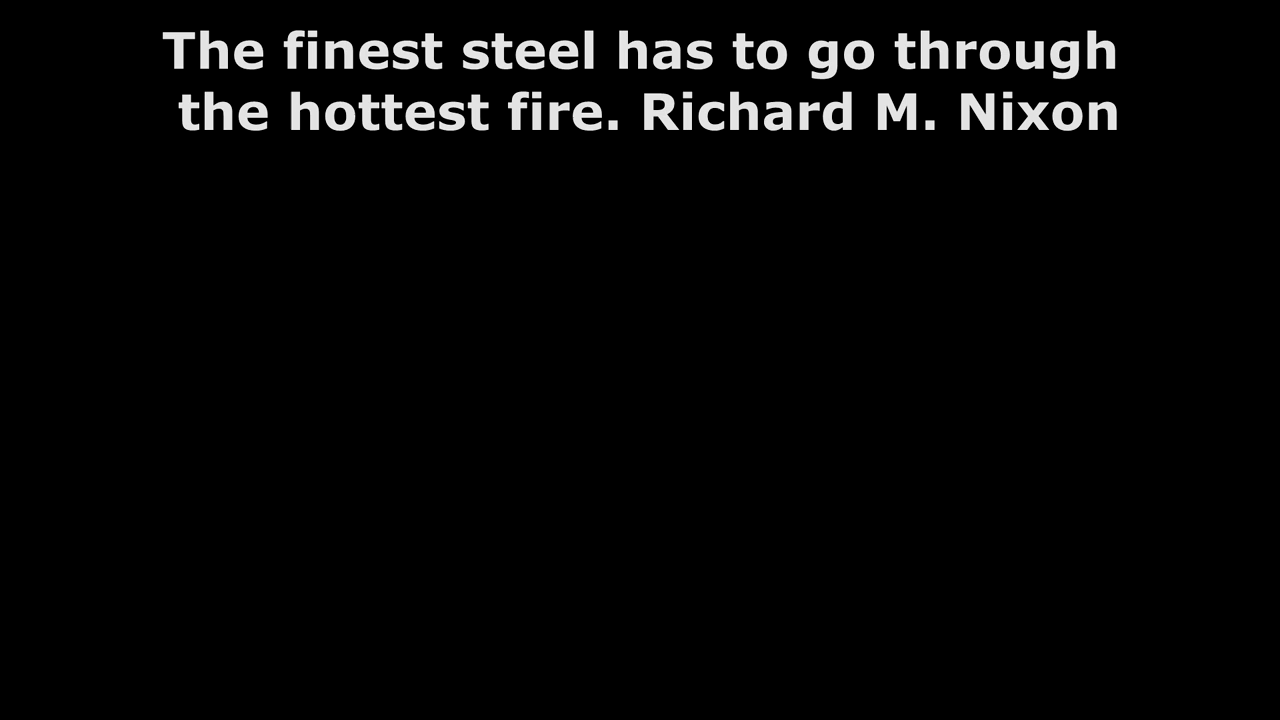 The finest steel has to go through
the hottest fire. Richard M. Nixon